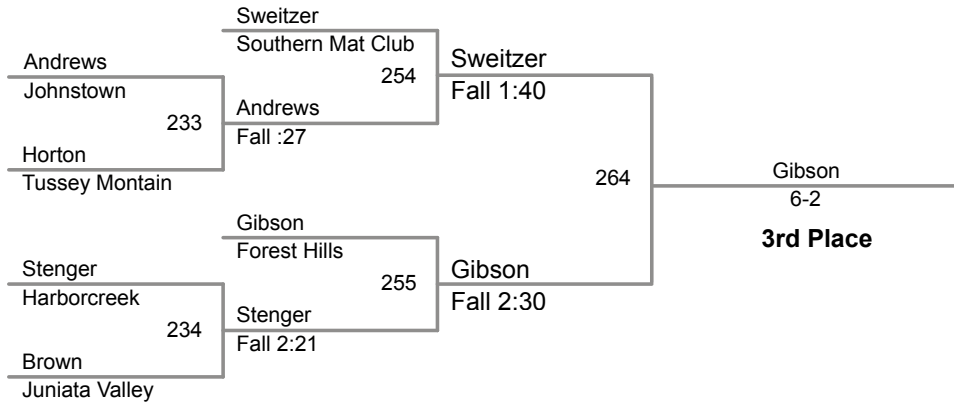 Sweitzer
Southern Mat Club
Andrews
Johnstown
233
Andrews
Fall :27
254
Sweitzer
Fall 1:40
Horton
Tussey Montain
264
Gibson
6-2
3rd Place
Gibson
Forest Hills
Stenger
Harborcreek
234
Stenger
Fall 2:21
255
Gibson
Fall 2:30
Brown
Juniata Valley